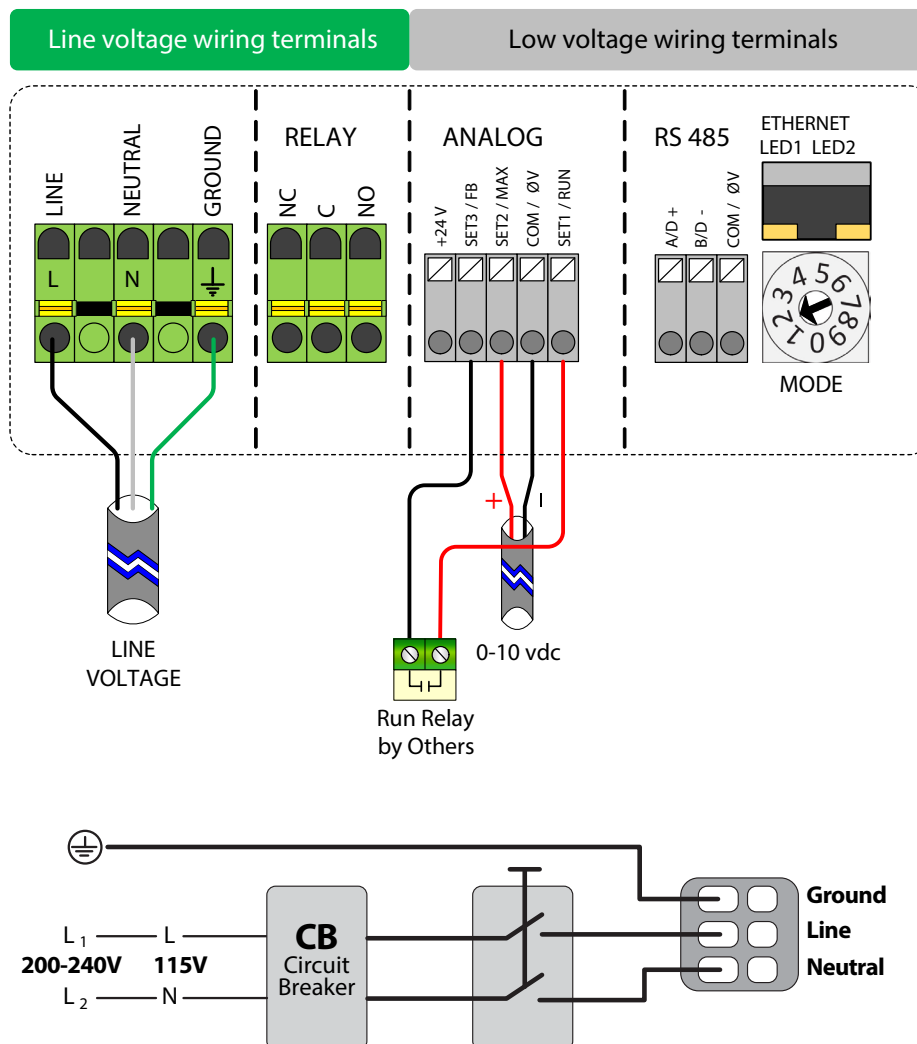 Line voltage wiring terminals
Low voltage wiring terminals
LINE
NEUTRAL
GROUND
L
N
RELAY
NC
C
NO
ANALOG
+24 V
SET3 / FB
SET2 / MAX
COM / ØV
SET1 / RUN
RS 485
A/D +
B/D -
COM / ØV
ETHERNET
LED1 LED2
0 1 2 3 4 5 6 7 8 9
MODE
+
–
LINE
VOLTAGE
0-10 vdc
Run Relay
by Others
L1 L
200-240V 115V
L2 N
CB
Circuit
Breaker
Ground
Line
Neutral